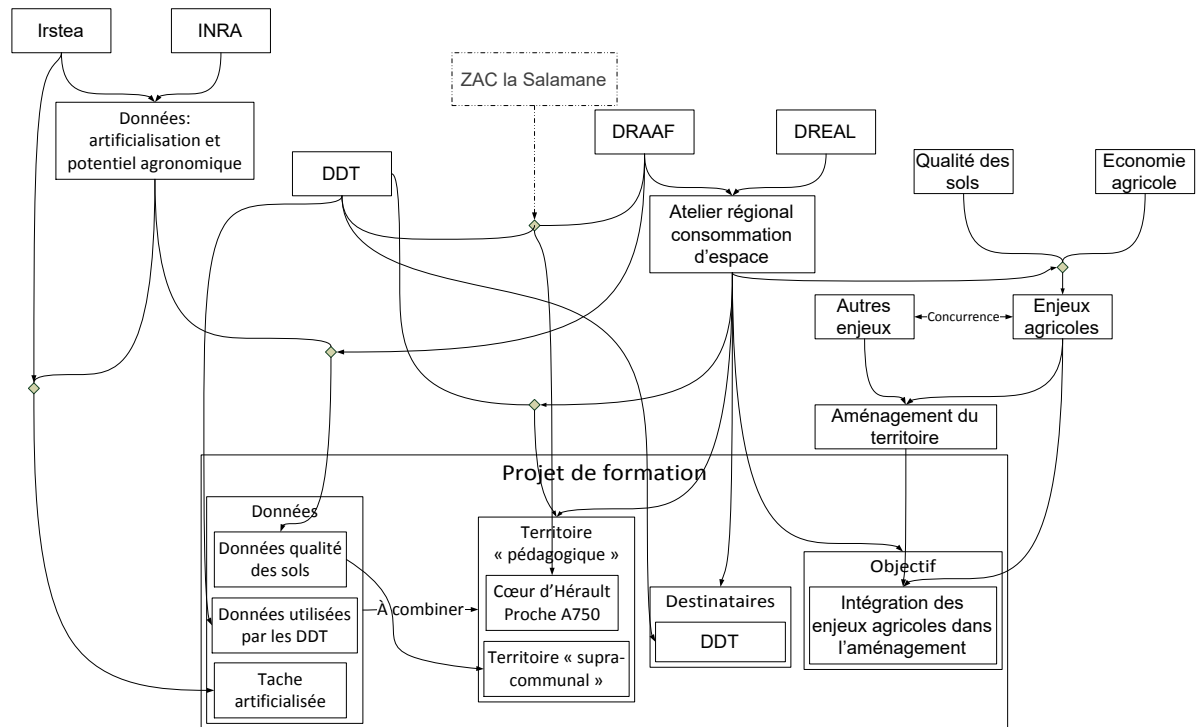 Irstea
INRA
ZAC la Salamane
Données:
artificialisation et
potentiel agronomique
DDT
DRAAF
DREAL
Qualité des
sols
Economie
agricole
Atelier régional
consommation
d’espace
Autres
enjeux
Concurrence
Enjeux
agricoles
Aménagement du
territoire
Projet de formation
Données
Données qualité
des sols
Données utilisées
par les DDT
Tache
artificialisée
À combiner
Territoire
« pédagogique »
Cœur d’Hérault
Proche A750
Territoire « supra-
communal »
Destinataires
DDT
Objectif
Intégration des
enjeux agricoles dans
l’aménagement